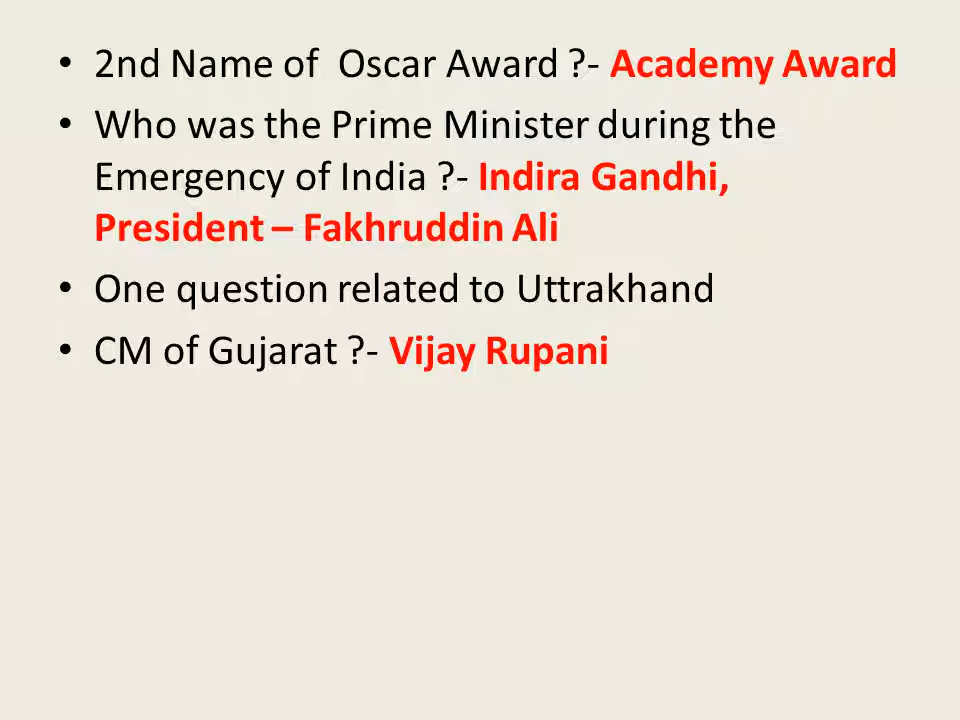 • 2nd Name of  Oscar Award ?- Academy Award
• Who was the Prime Minister during the
Emergency of India ?- Indira Gandhi,
President – Fakhruddin Ali
• One question related to Uttrakhand
• CM of Gujarat ?- Vijay Rupani